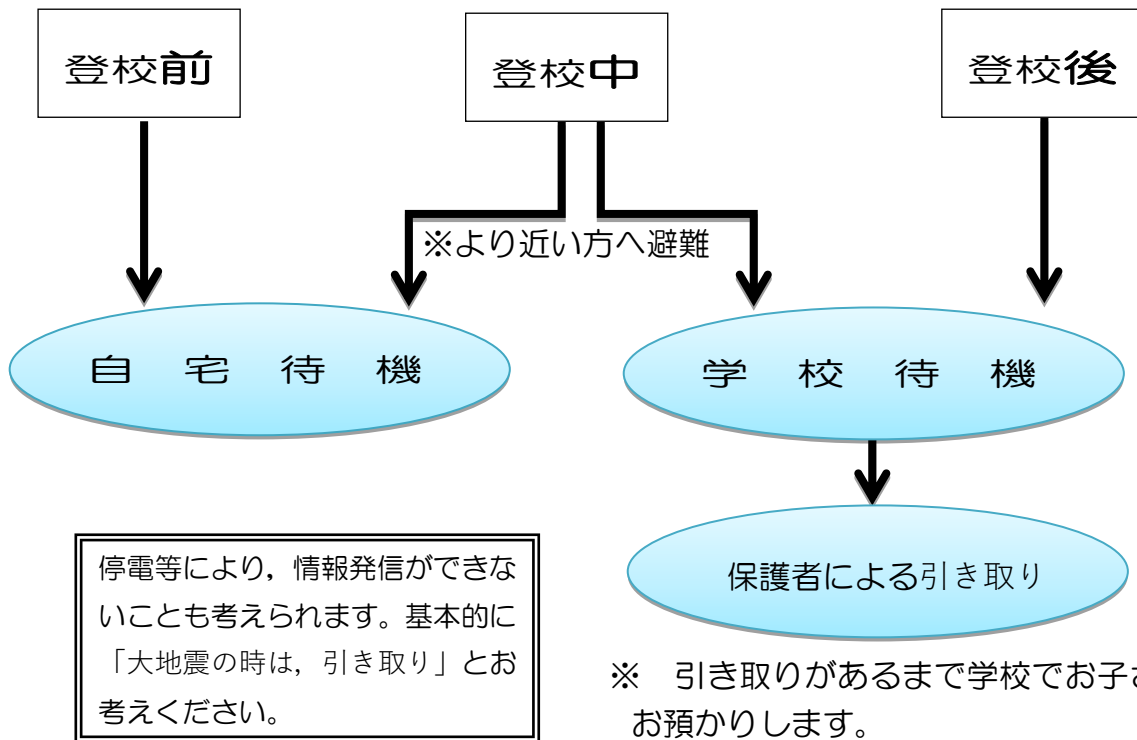 登校前
登校中
登校後
※より近い方へ避難
自 宅 待 機
学 校 待 機
保護者による引き取り
停電等により，情報発信ができな
いことも考えられます。基本的に
「大地震の時は，引き取り」とお
考えください。
※ 引き取りがあるまで学校でお子
お預かりします。